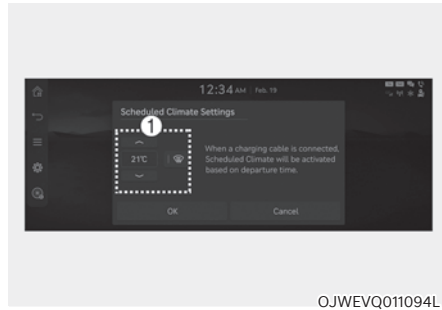 12:34 AM Feb. 19
Scheduled Climate Settings
1
21℃
When a charging cable is connected,
Scheduled Climate will be activated
based on departure time.
OK
Cancel
OJWEVQ011094L